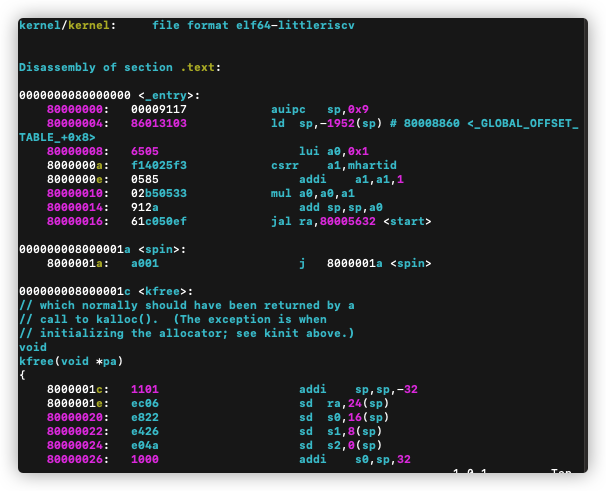 kernel/kernel:     file format elf64-littleriscv
Disassembly of section .text:
0000000080000000 <_entry>:
    80000000:   00009117                auipc   sp,0x9
    80000004:   86013103                ld  sp,-1952(sp) # 80008860 <_GLOBAL_OFFSET_
TABLE_+0x8>
    80000008:   6505                    lui a0,0x1
    8000000a:   f14025f3                csrr    a1,mhartid
    8000000e:   0585                    addi    a1,a1,1
    80000010:   02b50533                mul a0,a0,a1
    80000014:   912a                    add sp,sp,a0
    80000016:   61c050ef                jal ra,80005632 <start>
000000008000001a <spin>:
    8000001a:   a001                    j   8000001a <spin>
000000008000001c <kfree>:
// which normally should have been returned by a
// call to kalloc().  (The exception is when
// initializing the allocator; see kinit above.)
void
kfree(void *pa)
{
    8000001c:   1101                    addi    sp,sp,-32
    8000001e:   ec06                    sd  ra,24(sp)
    80000020:   e822                    sd  s0,16(sp)
    80000022:   e426                    sd  s1,8(sp)
    80000024:   e04a                    sd  s2,0(sp)
    80000026:   1000                    addi    s0,sp,32